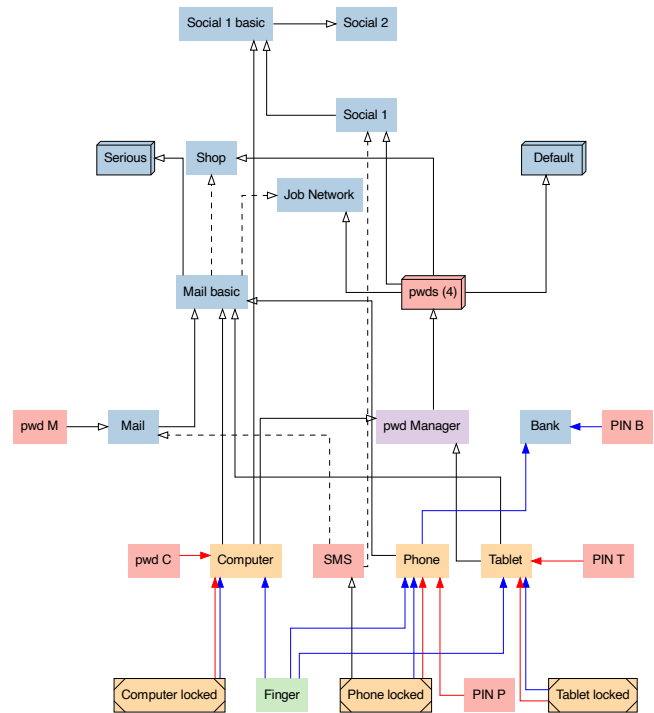 Social 1 basic
Social 2
Social 1
Serious
Shop
Default
Job Network
Mail basic
pwds (4)
pwd M
Mail
pwd Manager
Bank
PIN B
pwd C
Computer
SMS
Phone
Tablet
PIN T
Computer locked
Finger
Phone locked
PIN P
Tablet locked